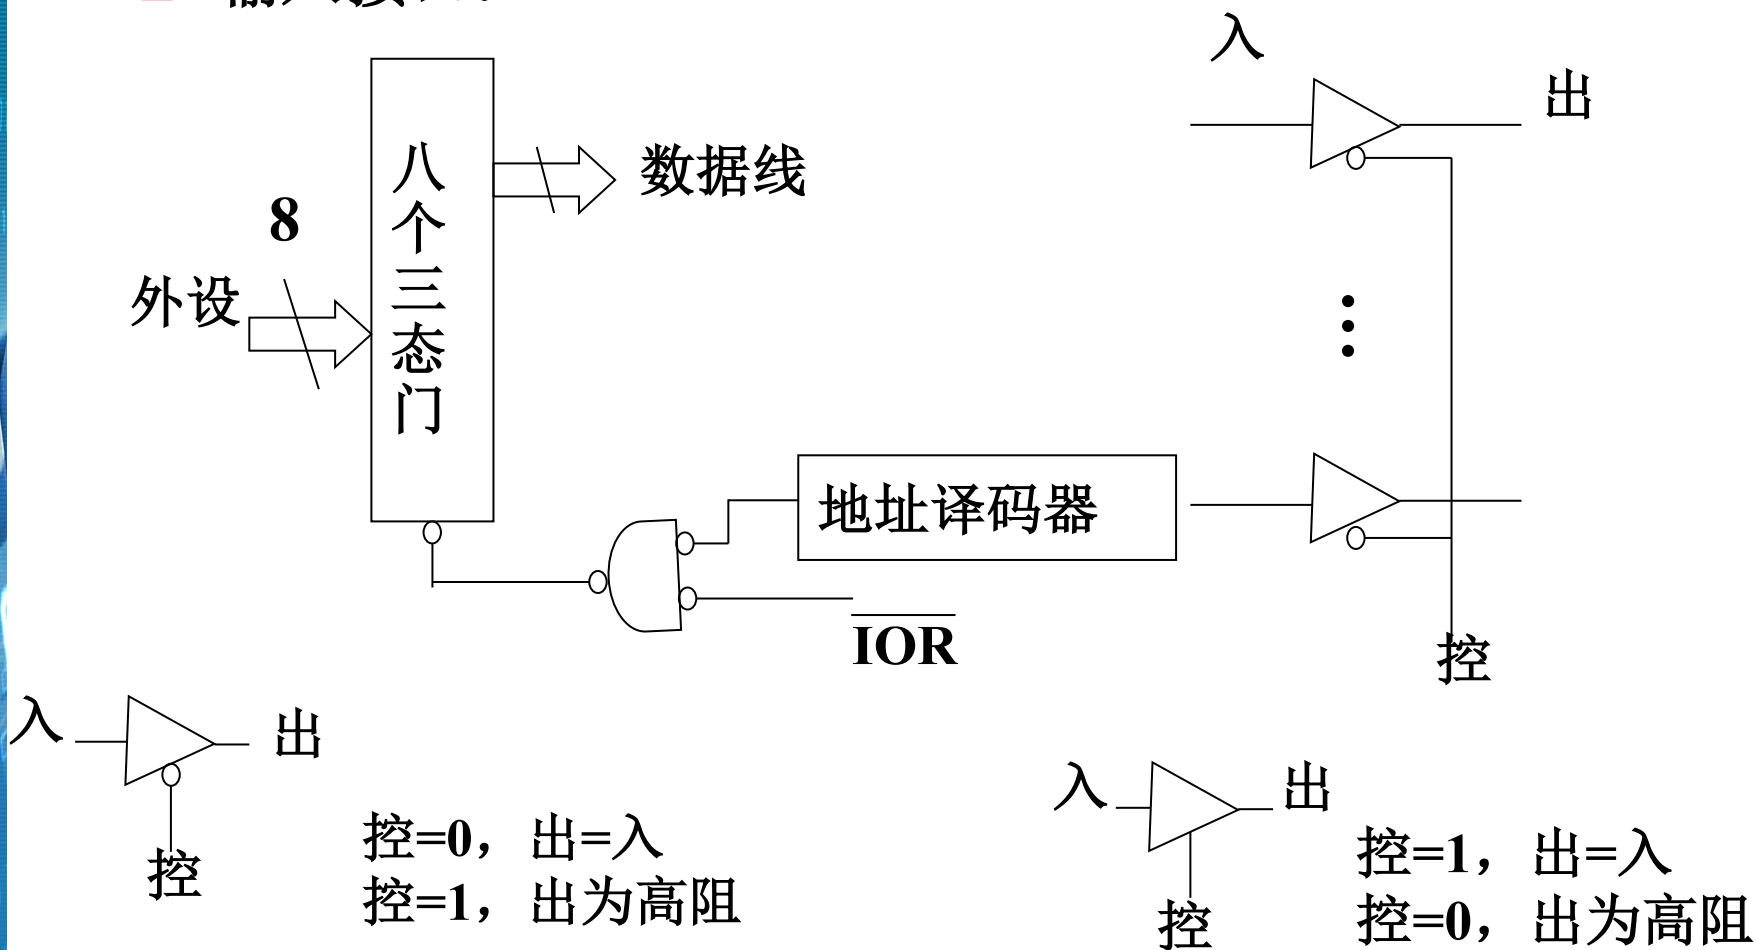 入
出
数据线
8
外设
八个三态门
地址译码器
IOR
控
入
出
控
控=0，出=入
控=1，出为高阻
入
出
控
控=1，出=入
控=0，出为高阻